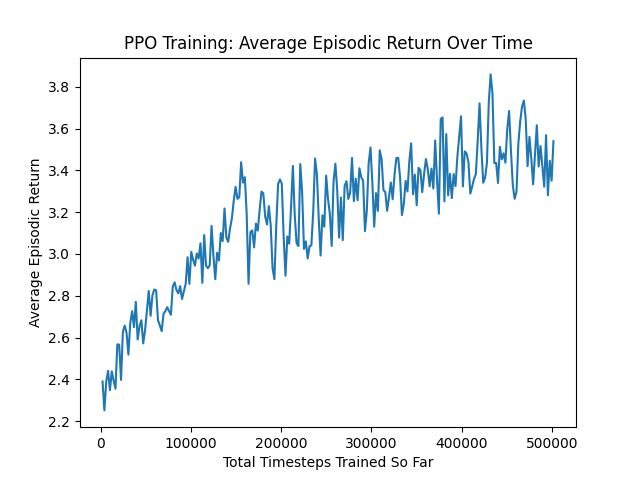 PPO Training: Average Episodic Return Over Time
Average Episodic Return
3.8
3.6
3.4
3.2
3.0
2.8
2.6
2.4
2.2
0 100000 200000 300000 400000 500000
Total Timesteps Trained So Far